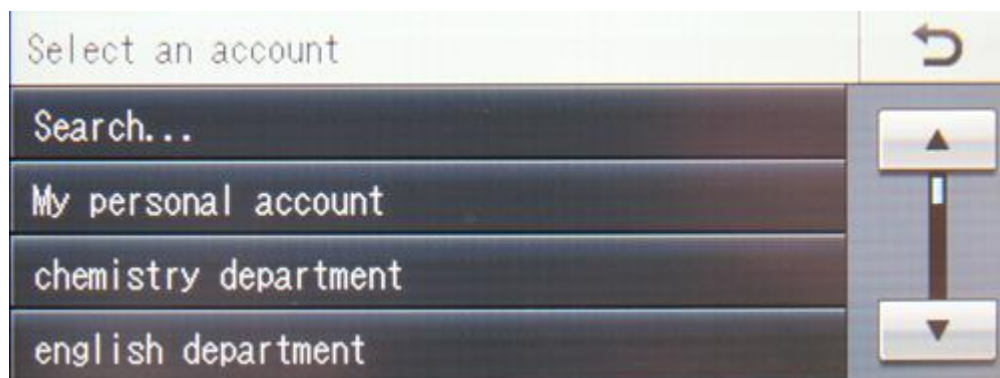 Select an account
Search...
My personal account
chemistry department
english department